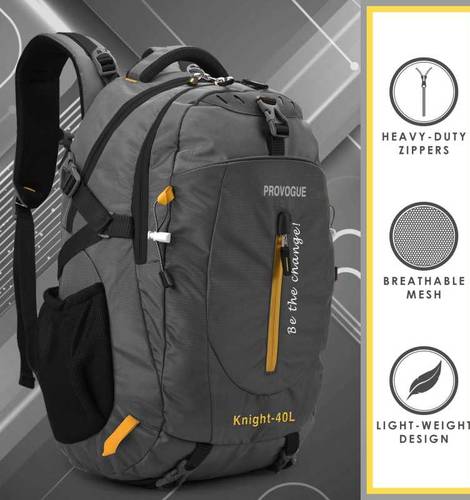 PROVOGUE
Be the change!
Knight-40L
HEAVY-DUTY
ZIPPERS
BREATHABLE
MESH
LIGHT-WEIGHT
DESIGN